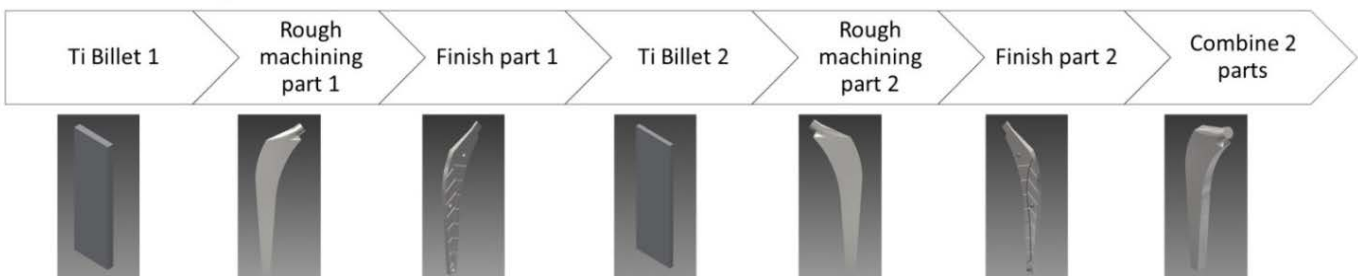 Ti Billet 1
Rough
machining
part 1
Finish part 1
Ti Billet 2
Rough
machining
part 2
Finish part 2
Combine 2
parts